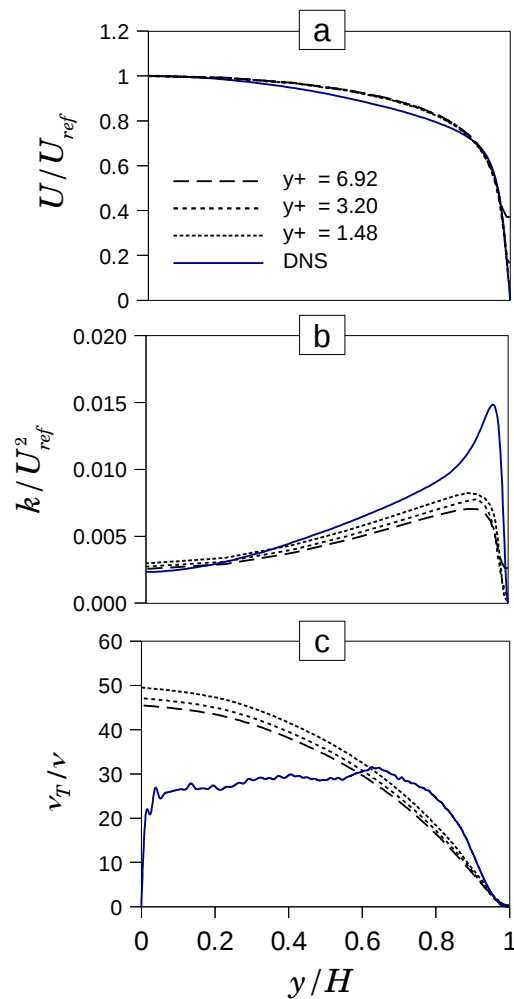 a
1.2
1
0.8
0.6
0.4
0.2
0
U/U_ref
y+ = 6.92
y+ = 3.20
y+ = 1.48
DNS
b
0.020
0.015
0.010
0.005
0.000
k/U²_ref
c
60
50
40
30
20
10
0
ν_T/ν
0 0.2 0.4 0.6 0.8 1
y/H